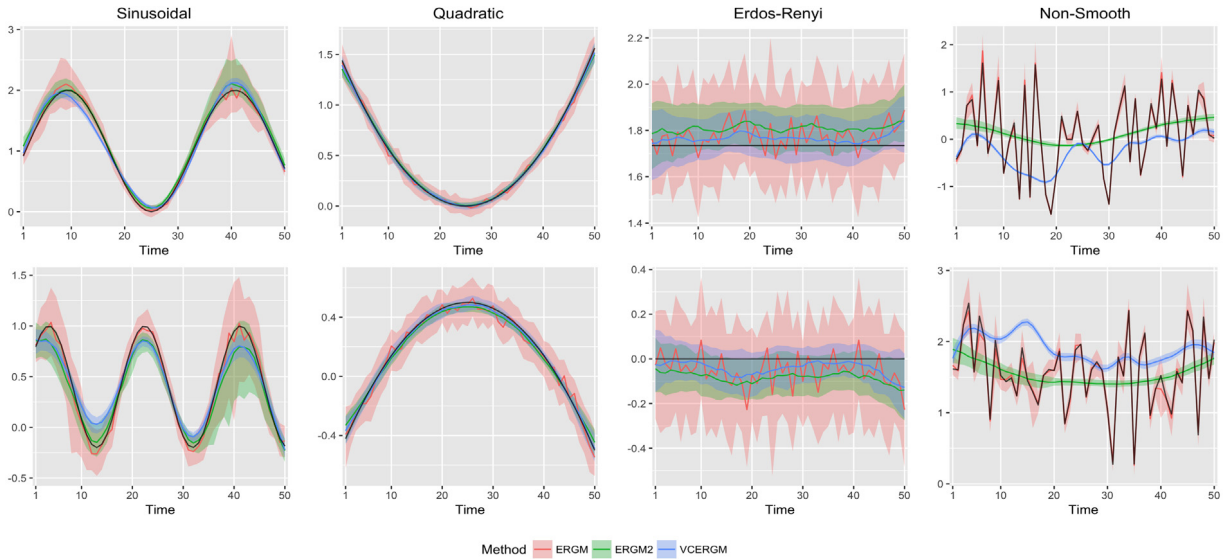 Sinusoidal Quadratic Erdos-Renyi Non-Smooth
3 2 1 0
1 10 20 30 40 50
Time
1.5 1.0 0.5 0.0
1 10 20 30 40 50
Time
2.2 2.0 1.8 1.6 1.4
1 10 20 30 40 50
Time
2 1 0 -1
1 10 20 30 40 50
Time
1.5 1.0 0.5 0.0 -0.5
1 10 20 30 40 50
Time
0.4 0.0 -0.4
1 10 20 30 40 50
Time
0.4 0.2 0.0 -0.2 -0.4
1 10 20 30 40 50
Time
3 2 1 0
1 10 20 30 40 50
Time
Method ERGM ERGM2 VCERGM